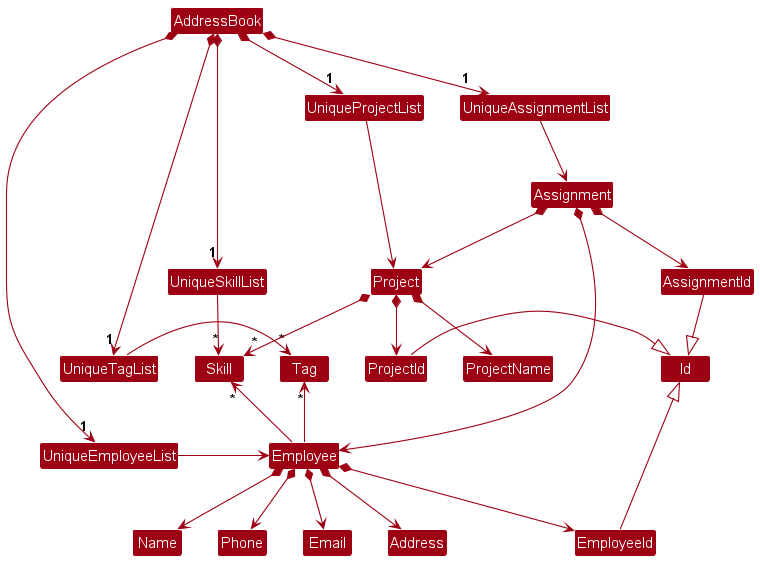 AddressBook
1
1
UniqueProjectList
UniqueAssignmentList
Assignment
1
UniqueSkillList
Project
AssignmentId
1
*
*
*
UniqueTagList
Skill
Tag
ProjectId
ProjectName
Id
*
*
1
UniqueEmployeeList
Employee
Name
Phone
Email
Address
EmployeeId